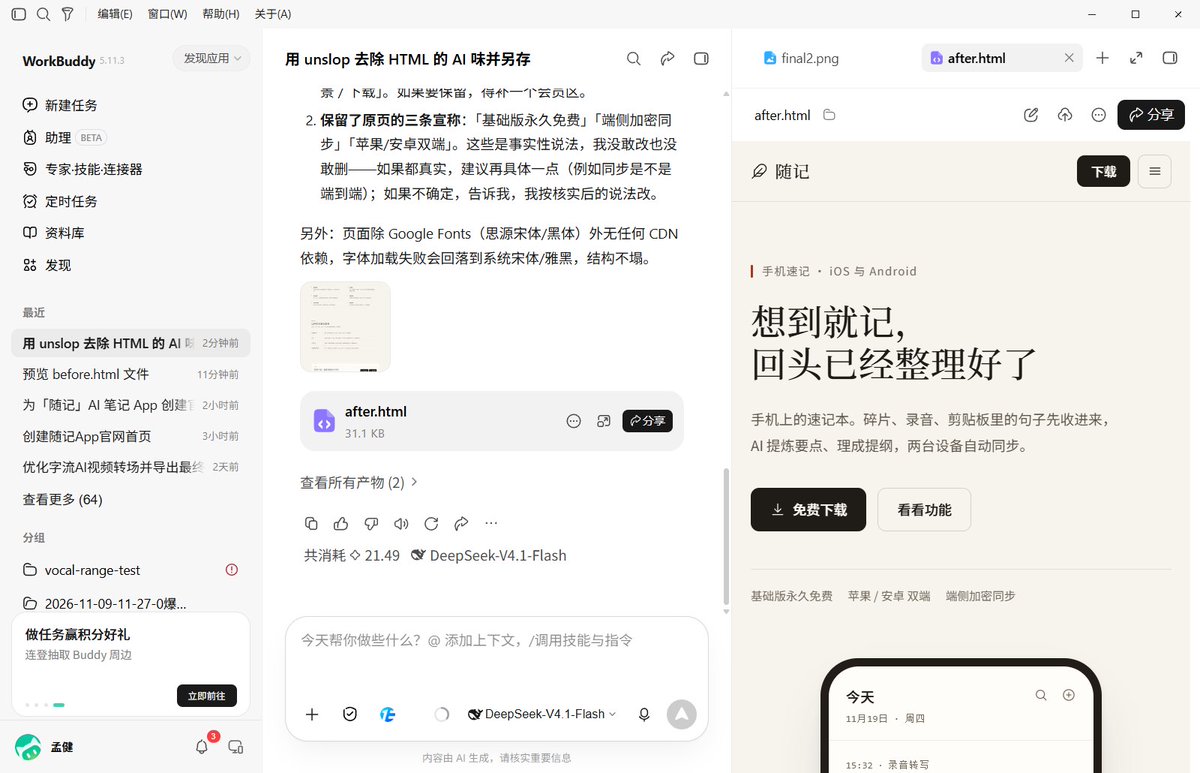 编辑(E) 窗口(W) 帮助(H) 关于(A)
WorkBuddy 5.11.3
发现应用
新建任务
助理 BETA
专家·技能·连接器
定时任务
资料库
发现
最近
用 unslop 去除 HTML 的 AI 味 2分钟前
预览 before.html 文件 11分钟前
为「随记」AI 笔记 App 创建官 2小时前
创建随记App官网首页 3小时前
优化字流AI视频转场并导出最终 2天前
查看更多 (64)
分组
vocal-range-test
2026-11-09-11-27-0爆...
做任务赢积分好礼
连登抽取 Buddy 周边
立即前往
孟健
3
用 unslop 去除 HTML 的 AI 味并另存
景 / 下载」。如果要保留，得补一个会员区。
2. 保留了原页的三条宣称：「基础版永久免费」「端侧加密同
步」「苹果/安卓双端」。这些是事实性说法，我没敢改也没
敢删——如果都真实，建议再具体一点（例如同步是不是
端到端）；如果不确定，告诉我，我按核实后的说法改。
另外：页面除 Google Fonts（思源宋体/黑体）外无任何 CDN
依赖，字体加载失败会回落到系统宋体/雅黑，结构不塌。
after.html
31.1 KB
分享
查看所有产物 (2)
共消耗 21.49 DeepSeek-V4.1-Flash
今天帮你做些什么？@ 添加上下文，/调用技能与指令
DeepSeek-V4.1-Flash
内容由 AI 生成，请核实重要信息
final2.png
after.html
after.html
分享
随记
下载
手机速记 · iOS 与 Android
想到就记，
回头已经整理好了
手机上的速记本。碎片、录音、剪贴板里的句子先收进来，
AI 提炼要点、理成提纲，两台设备自动同步。
免费下载
看看功能
基础版永久免费 苹果 / 安卓 双端 端侧加密同步
今天
11月19日 · 周四
15:32 · 录音转写